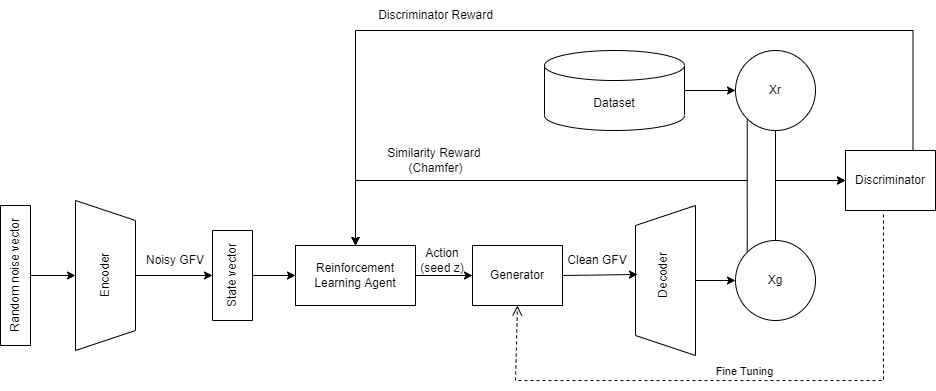 Discriminator Reward
Dataset
Xr
Similarity Reward
(Chamfer)
Discriminator
Random noise vector
Encoder
Noisy GFV
State vector
Reinforcement
Learning Agent
Action
(seed z)
Generator
Clean GFV
Decoder
Xg
Fine Tuning